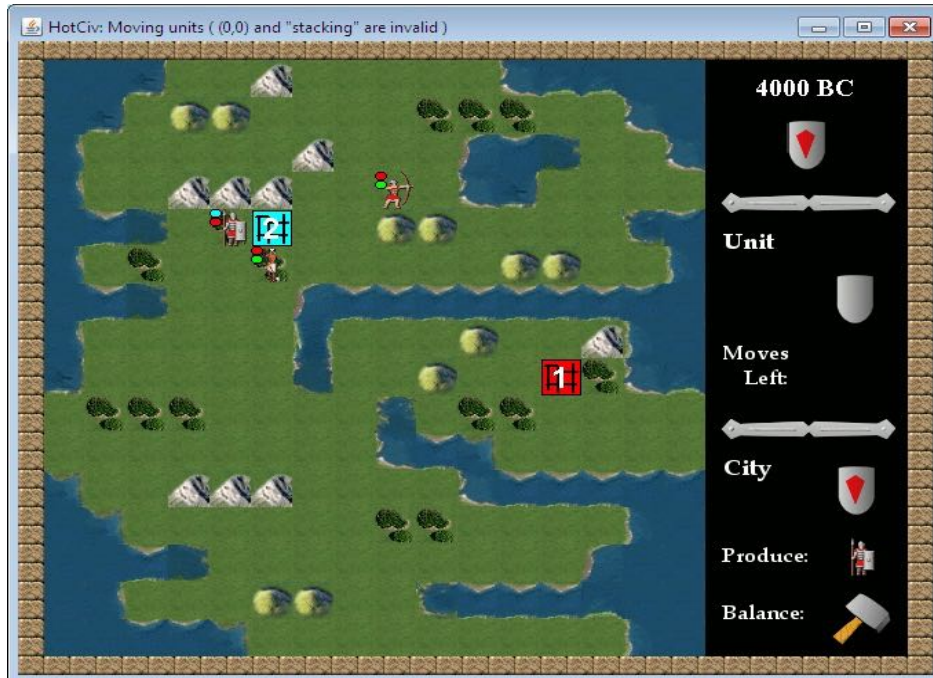 HotCiv: Moving units ( (0,0) and "stacking" are invalid )
4000 BC
Unit
Moves
Left:
City
Produce:
Balance:
2
1